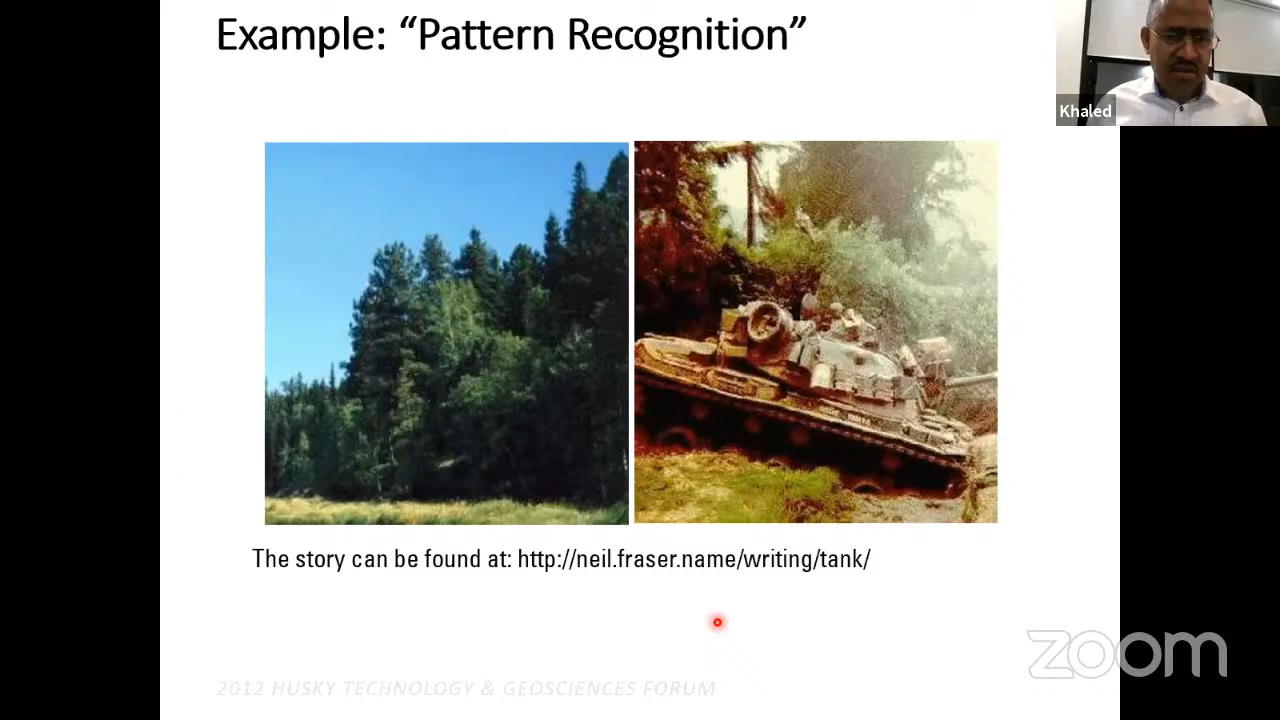 Example: “Pattern Recognition”
Khaled
The story can be found at: http://neil.fraser.name/writing/tank/
zoom
2012 HUSKY TECHNOLOGY & GEOSCIENCES FORUM